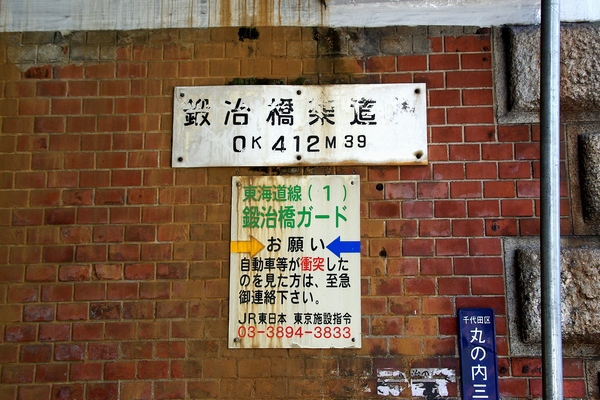 鍛冶橋架道
0K412M39
東海道線(1)
鍛冶橋ガード
お願い
自動車等が衝突した
のを見た方は、至急
御連絡下さい。
JR東日本 東京施設指令
03-3894-3833
千代田区
丸の内三